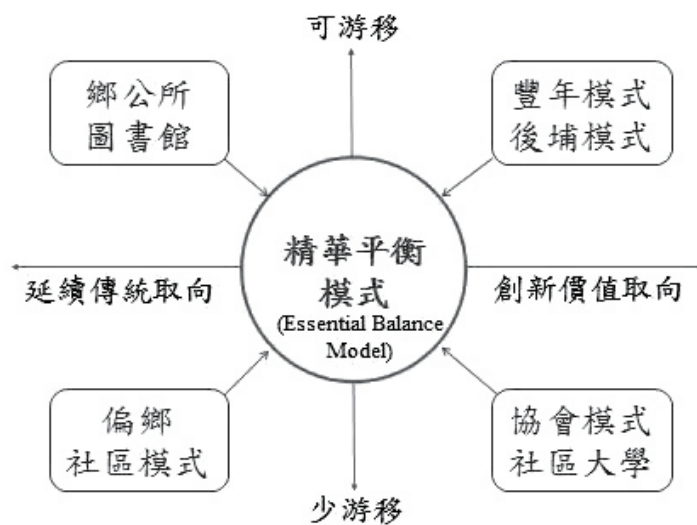 可游移
鄉公所
圖書館
豐年模式
後埔模式
精華平衡
模式
(Essential Balance
Model)
延續傳統取向
創新價值取向
偏鄉
社區模式
協會模式
社區大學
少游移